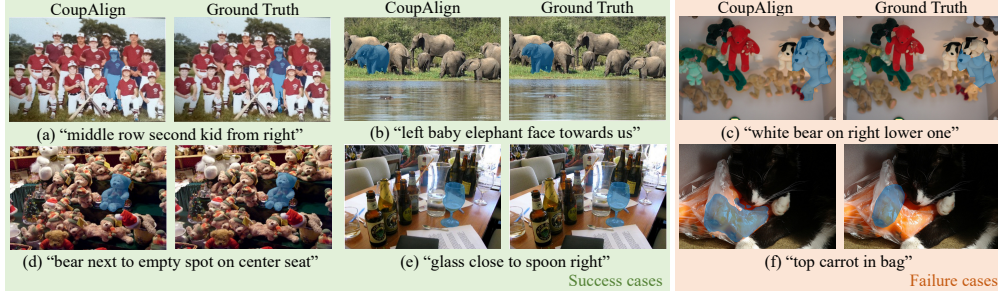 CoupAlign Ground Truth CoupAlign Ground Truth CoupAlign Ground Truth
(a) “middle row second kid from right” (b) “left baby elephant face towards us” (c) “white bear on right lower one”
(d) “bear next to empty spot on center seat” (e) “glass close to spoon right” (f) “top carrot in bag”
Success cases Failure cases